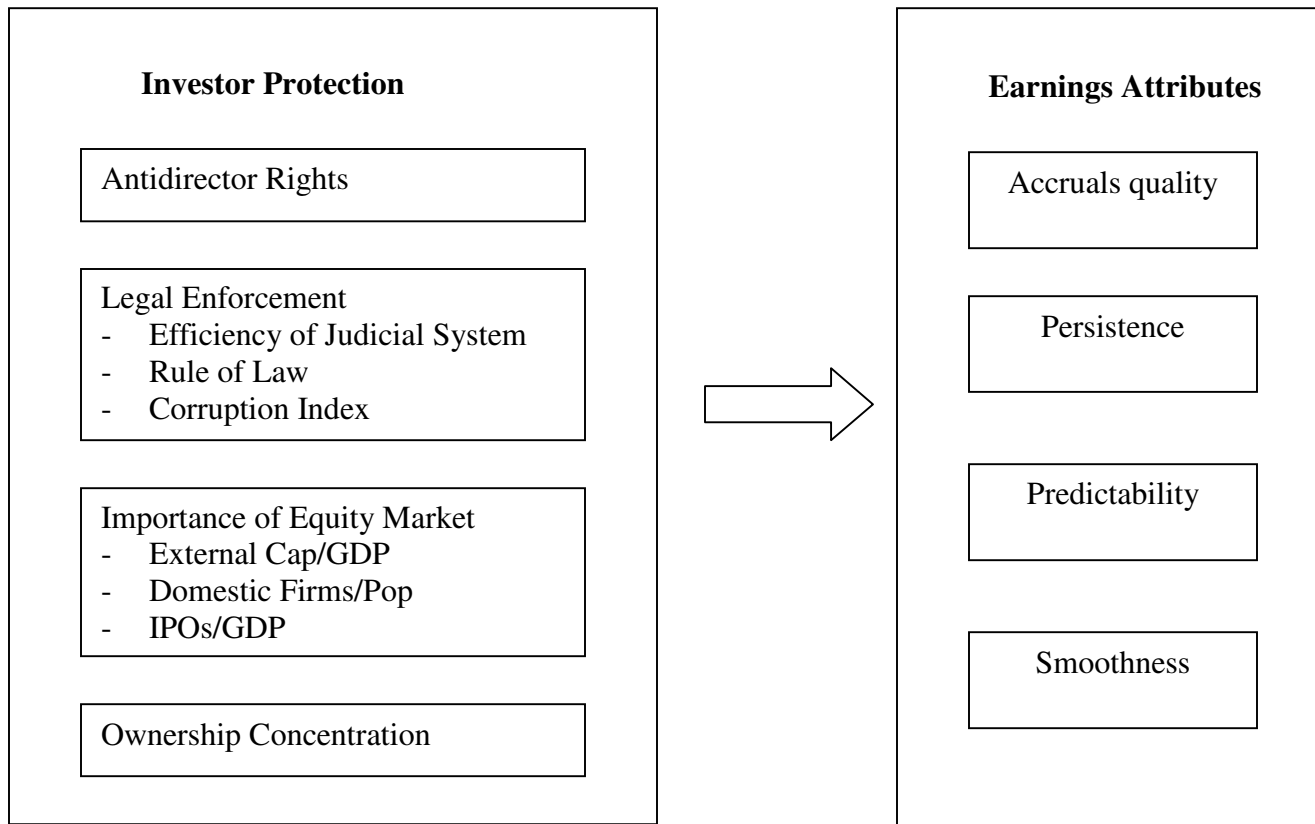 Investor Protection
Antidirector Rights
Legal Enforcement
- Efficiency of Judicial System
- Rule of Law
- Corruption Index
Importance of Equity Market
- External Cap/GDP
- Domestic Firms/Pop
- IPOs/GDP
Ownership Concentration
Earnings Attributes
Accruals quality
Persistence
Predictability
Smoothness